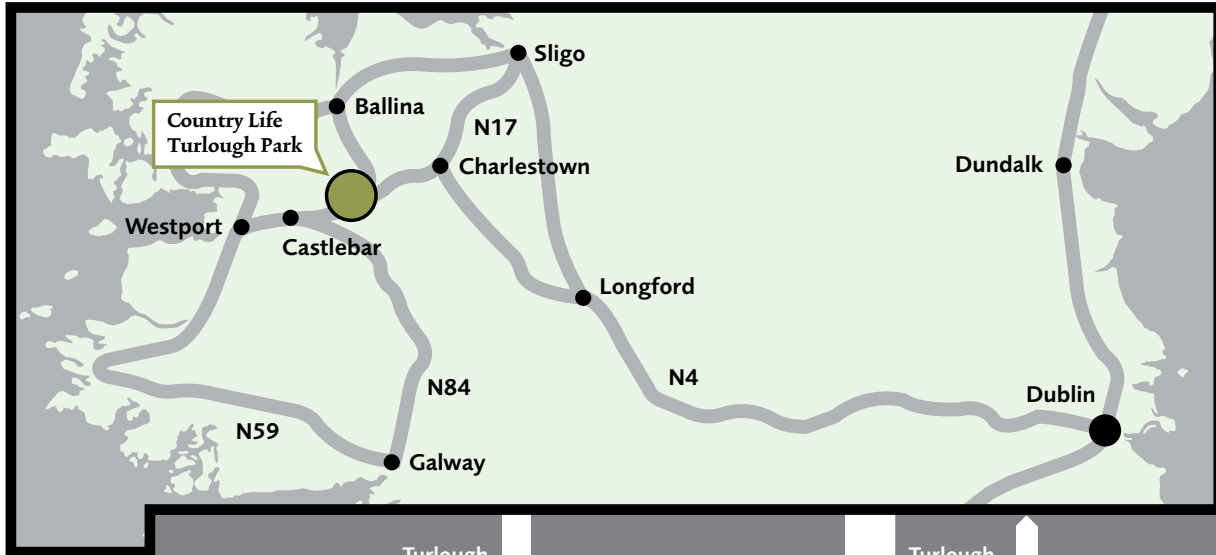 Sligo
Ballina
Country Life
Turlough Park
N17
Charlestown
Dundalk
Westport
Castlebar
Longford
N84
N4
Dublin
N59
Galway
Turlough
Turlough